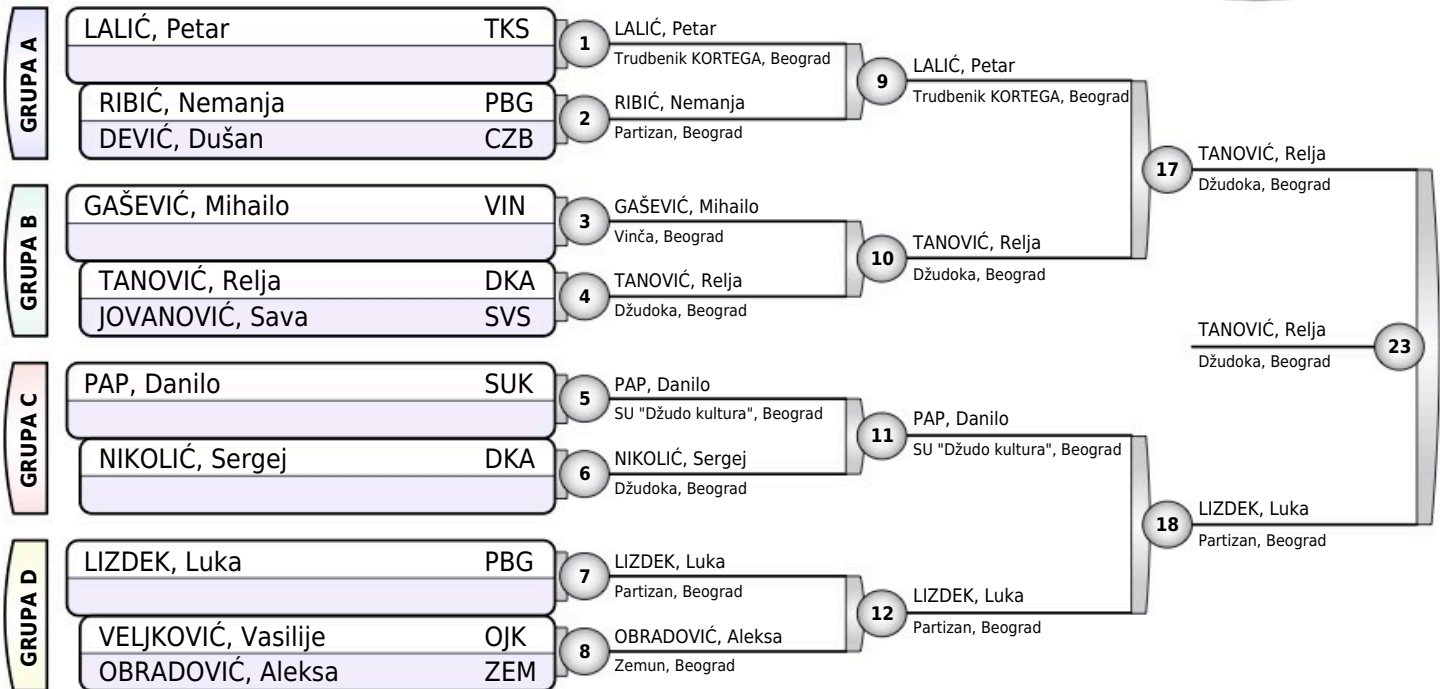 GRUPA A
LALIĆ, Petar TKS
RIBIĆ, Nemanja PBG
DEVIĆ, Dušan CZB
GRUPA B
GAŠEVIĆ, Mihailo VIN
TANOVIĆ, Relja DKA
JOVANOVIĆ, Sava SVS
GRUPA C
PAP, Danilo SUK
NIKOLIĆ, Sergej DKA
GRUPA D
LIZDEK, Luka PBG
VELJKOVIĆ, Vasilije OJK
OBRADOVIĆ, Aleksa ZEM
1
LALIĆ, Petar
Trudbenik KORTEGA, Beograd
2
RIBIĆ, Nemanja
Partizan, Beograd
3
GAŠEVIĆ, Mihailo
Vinča, Beograd
4
TANOVIĆ, Relja
Džudoka, Beograd
5
PAP, Danilo
SU "Džudo kultura", Beograd
6
NIKOLIĆ, Sergej
Džudoka, Beograd
7
LIZDEK, Luka
Partizan, Beograd
8
OBRADOVIĆ, Aleksa
Zemun, Beograd
9
LALIĆ, Petar
Trudbenik KORTEGA, Beograd
10
TANOVIĆ, Relja
Džudoka, Beograd
11
PAP, Danilo
SU "Džudo kultura", Beograd
12
LIZDEK, Luka
Partizan, Beograd
17
TANOVIĆ, Relja
Džudoka, Beograd
18
LIZDEK, Luka
Partizan, Beograd
TANOVIĆ, Relja
Džudoka, Beograd
23